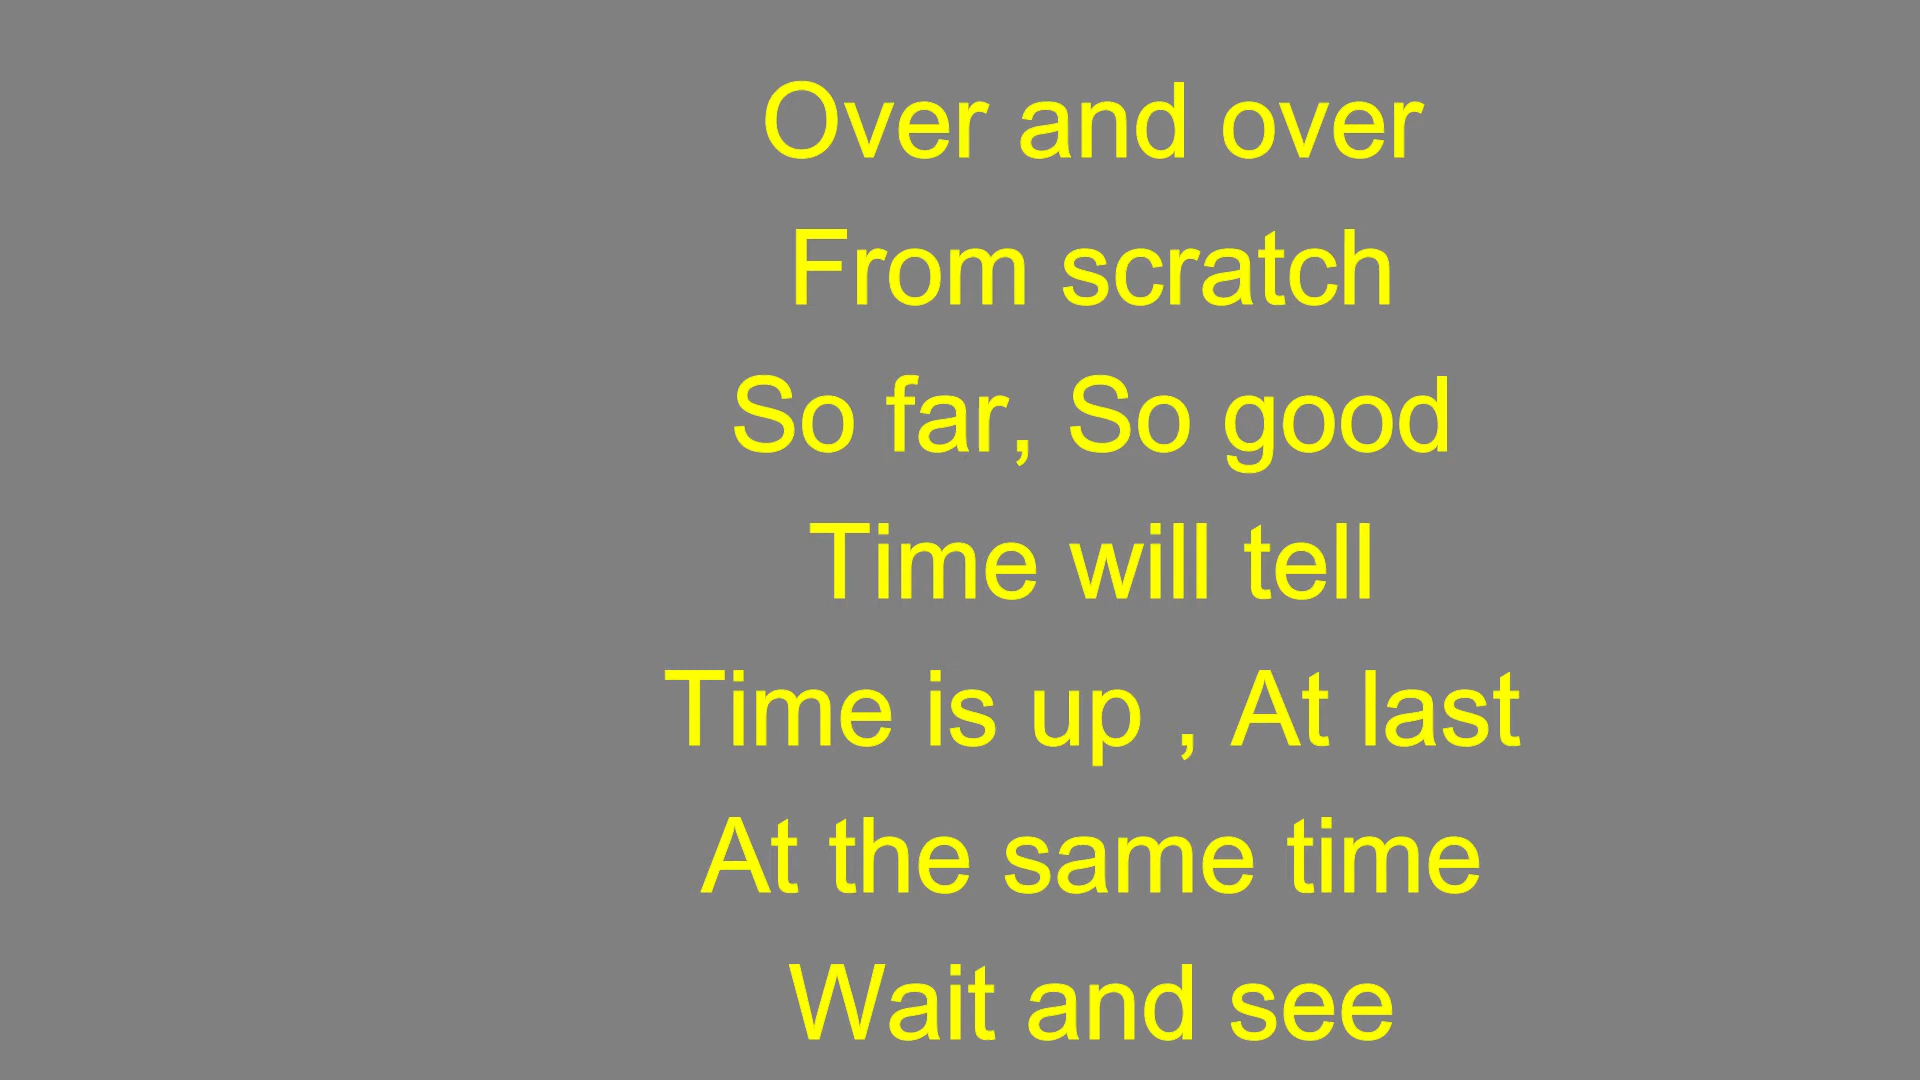 Over and over
From scratch
So far, So good
Time will tell
Time is up , At last
At the same time
Wait and see